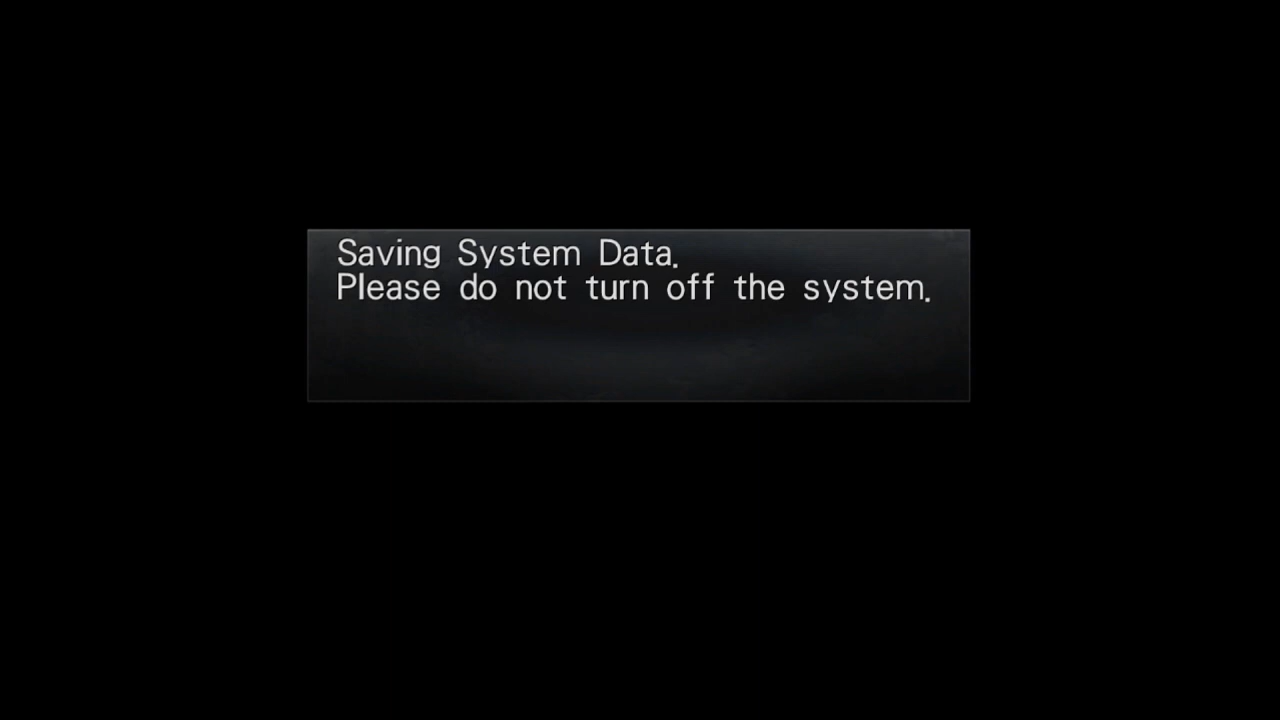 Saving System Data.
Please do not turn off the system.